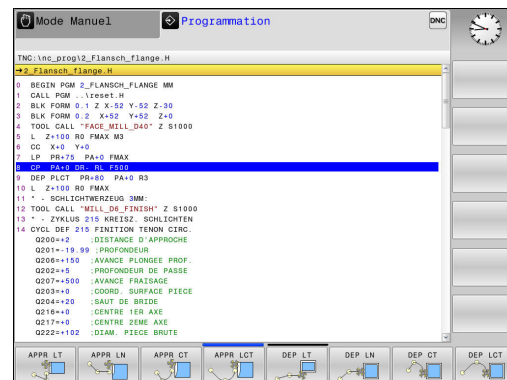 Mode Manuel
Programmation
DNC
TNC:\nc_prog\2_Flansch_flange.H
→2_Flansch_flange.H
0 BEGIN PGM 2_FLANSCH_FLANGE MM
1 CALL PGM ..\reset.H
2 BLK FORM 0.1 Z X-52 Y-52 Z-30
3 BLK FORM 0.2 X+52 Y+52 Z+0
4 TOOL CALL "FACE_MILL_D40" Z S1000
5 L Z+100 R0 FMAX M3
6 CC X+0 Y+0
7 LP PR+75 PA+0 FMAX
8 CP PA+0 DR- RL F500
9 DEP PLCT PR+80 PA+0 R3
10 L Z+100 R0 FMAX
11 * - SCHLICHTWERKZEUG 3MM:
12 TOOL CALL "MILL_D6_FINISH" Z S1000
13 * - ZYKLUS 215 KREISZ. SCHLICHTEN
14 CYCL DEF 215 FINITION TENON CIRC.
Q200=+2 ;DISTANCE D'APPROCHE
Q201=-19.99 ;PROFONDEUR
Q206=+150 ;AVANCE PLONGEE PROF.
Q202=+5 ;PROFONDEUR DE PASSE
Q207=+500 ;AVANCE FRAISAGE
Q203=+0 ;COORD. SURFACE PIECE
Q204=+20 ;SAUT DE BRIDE
Q216=+0 ;CENTRE 1ER AXE
Q217=+0 ;CENTRE 2EME AXE
Q222=+102 ;DIAM. PIECE BRUTE
APPR LT APPR LN APPR CT APPR LCT DEP LT DEP LN DEP CT DEP LCT